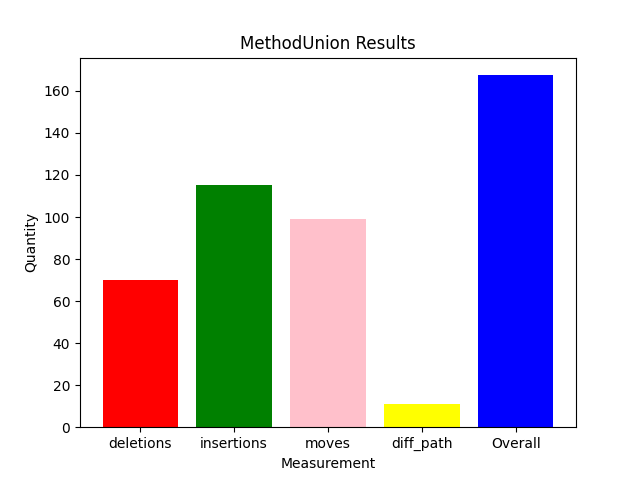 MethodUnion Results
Quantity
160
140
120
100
80
60
40
20
0
deletions insertions moves diff_path Overall
Measurement